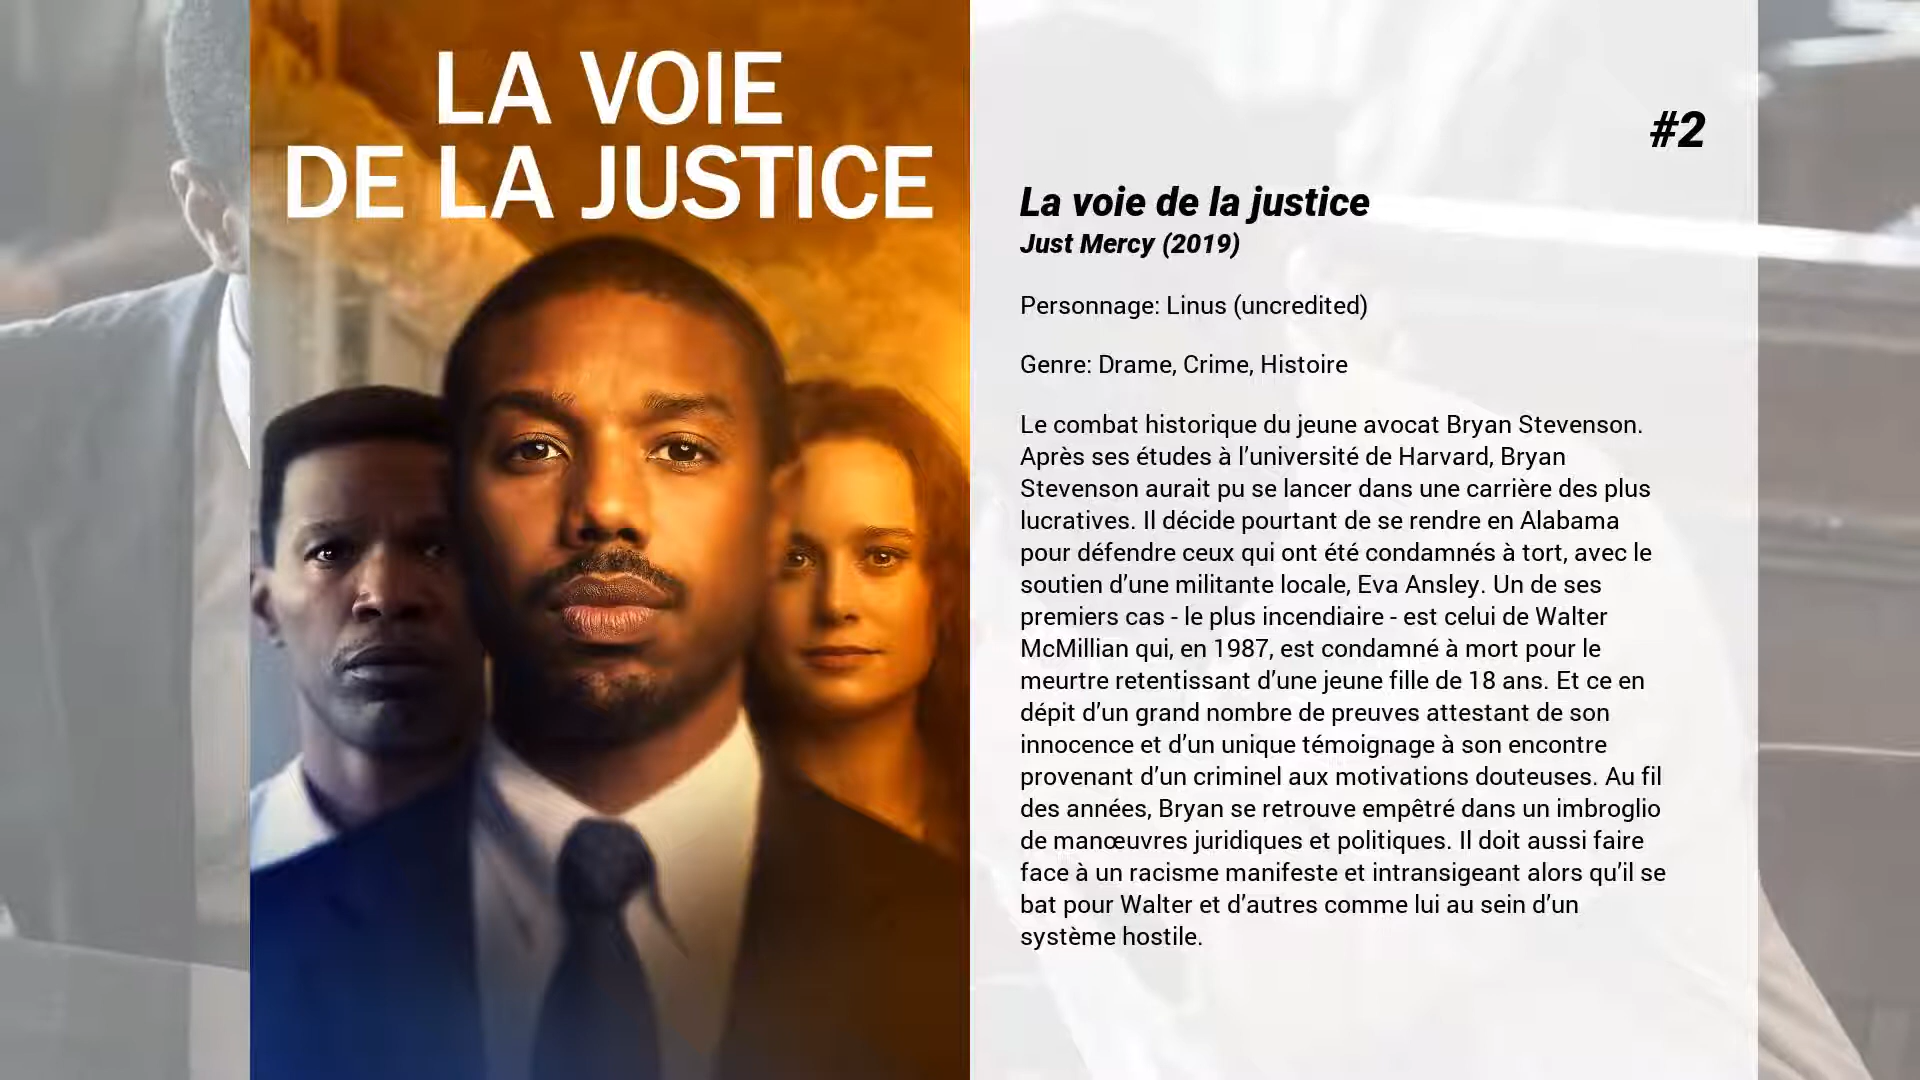 LA VOIE
DE LA JUSTICE
#2
La voie de la justice
Just Mercy (2019)
Personnage: Linus (uncredited)
Genre: Drame, Crime, Histoire
Le combat historique du jeune avocat Bryan Stevenson.
Après ses études à l’université de Harvard, Bryan
Stevenson aurait pu se lancer dans une carrière des plus
lucratives. Il décide pourtant de se rendre en Alabama
pour défendre ceux qui ont été condamnés à tort, avec le
soutien d’une militante locale, Eva Ansley. Un de ses
premiers cas - le plus incendiaire - est celui de Walter
McMillian qui, en 1987, est condamné à mort pour le
meurtre retentissant d’une jeune fille de 18 ans. Et ce en
dépit d’un grand nombre de preuves attestant de son
innocence et d’un unique témoignage à son encontre
provenant d’un criminel aux motivations douteuses. Au fil
des années, Bryan se retrouve empêtré dans un imbroglio
de manœuvres juridiques et politiques. Il doit aussi faire
face à un racisme manifeste et intransigeant alors qu’il se
bat pour Walter et d’autres comme lui au sein d’un
système hostile.